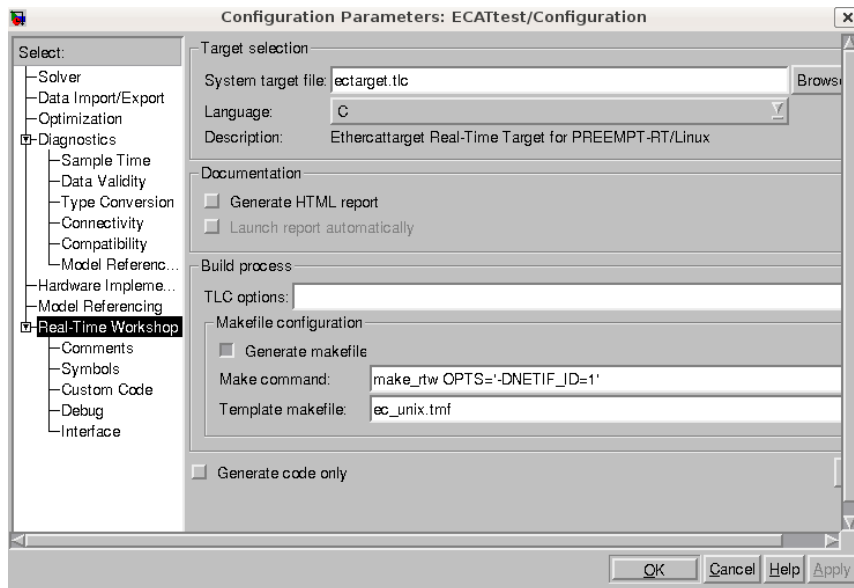 Configuration Parameters: ECATtest/Configuration
Select:
Solver
Data Import/Export
Optimization
Diagnostics
Sample Time
Data Validity
Type Conversion
Connectivity
Compatibility
Model Referenc...
Hardware Impleme...
Model Referencing
Real-Time Workshop
Comments
Symbols
Custom Code
Debug
Interface
Target selection
System target file: ectarget.tlc Brows
Language: C
Description: Ethercattarget Real-Time Target for PREEMPT-RT/Linux
Documentation
Generate HTML report
Launch report automatically
Build process
TLC options:
Makefile configuration
Generate makefile
Make command: make_rtw OPTS='-DNETIF_ID=1'
Template makefile: ec_unix.tmf
Generate code only
OK Cancel Help Apply